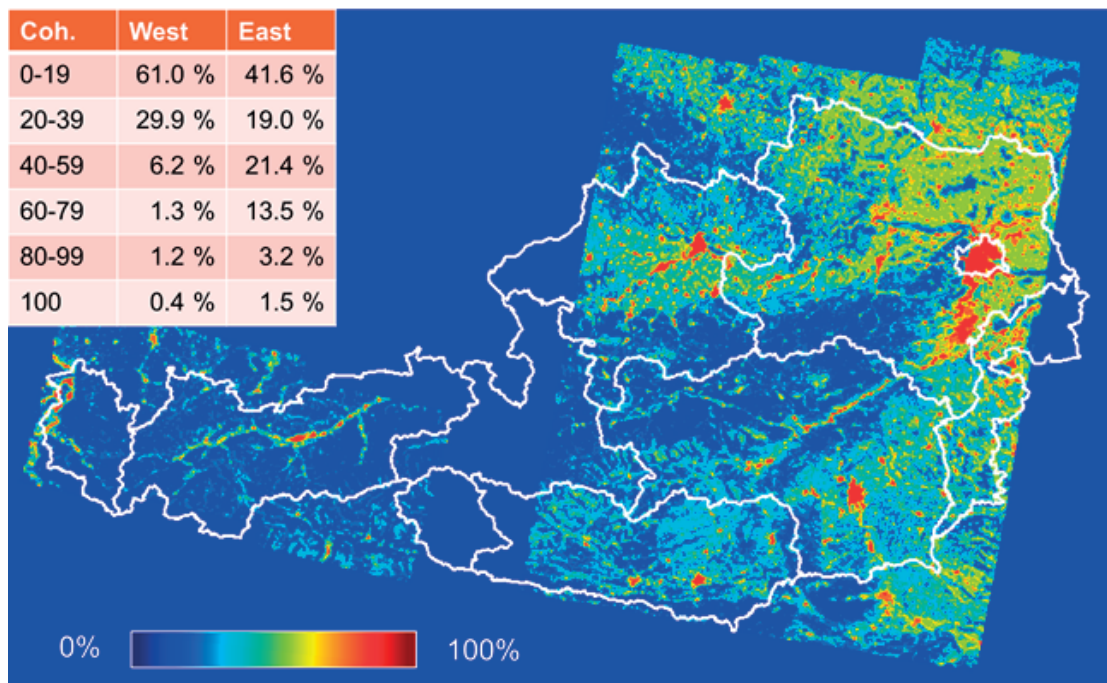 Coh. West East
0-19 61.0 % 41.6 %
20-39 29.9 % 19.0 %
40-59 6.2 % 21.4 %
60-79 1.3 % 13.5 %
80-99 1.2 % 3.2 %
100 0.4 % 1.5 %
0% 100%